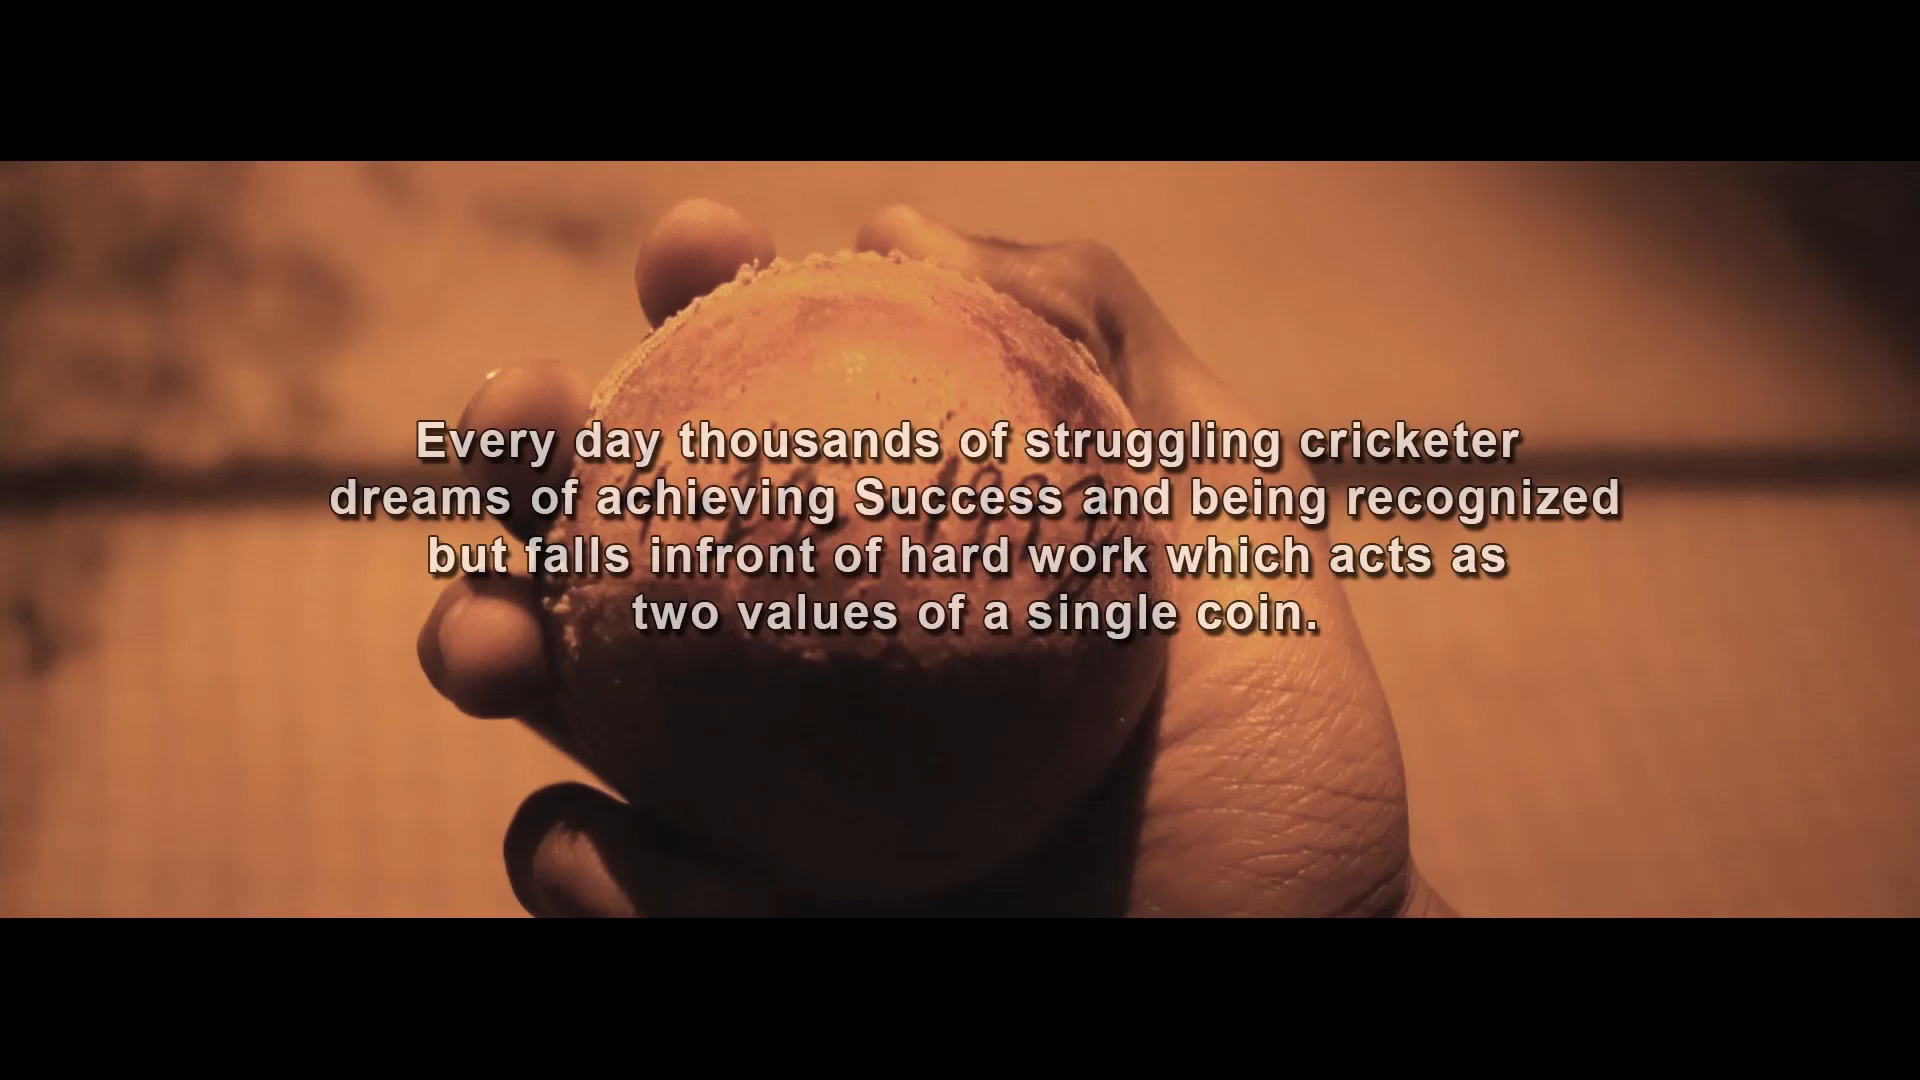 Every day thousands of struggling cricketer
dreams of achieving Success and being recognized
but falls infront of hard work which acts as
two values of a single coin.